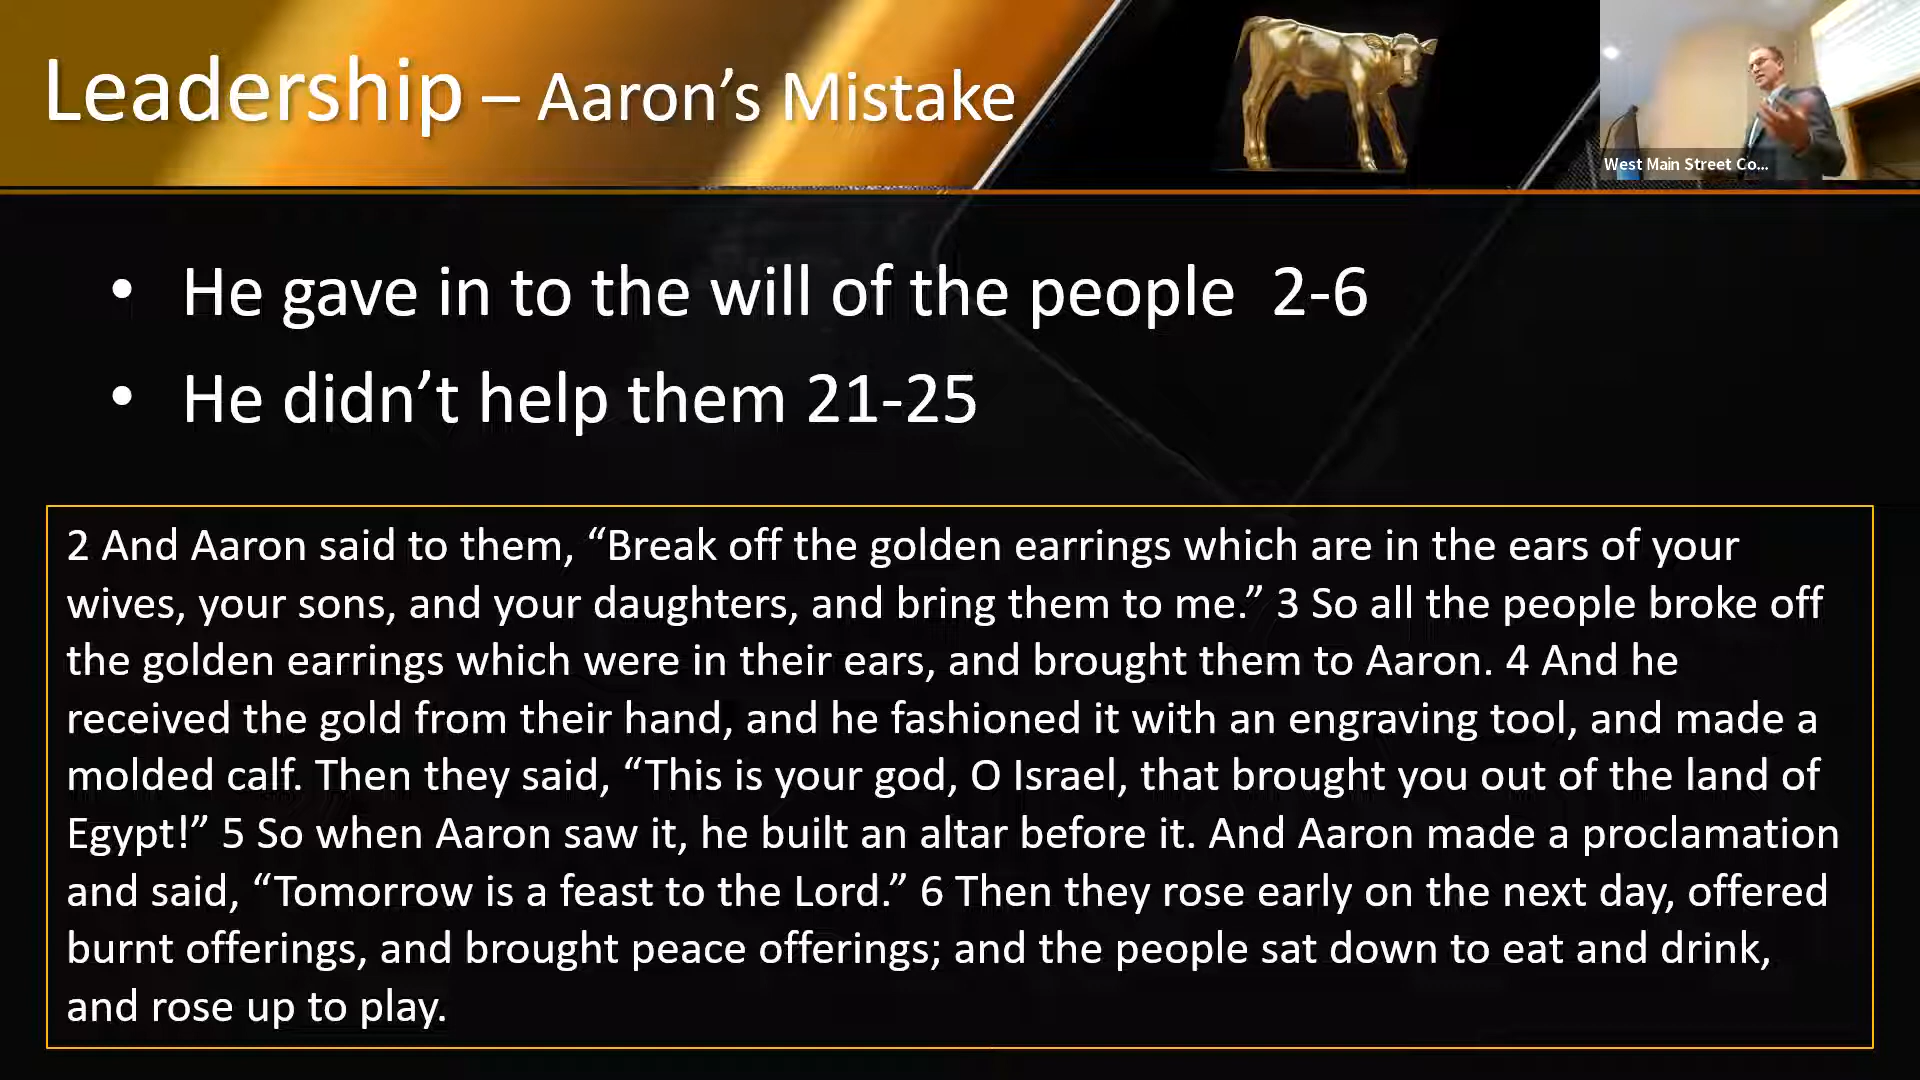 Leadership – Aaron’s Mistake
West Main Street Co...
• He gave in to the will of the people  2-6
• He didn’t help them 21-25
2 And Aaron said to them, “Break off the golden earrings which are in the ears of your
wives, your sons, and your daughters, and bring them to me.” 3 So all the people broke off
the golden earrings which were in their ears, and brought them to Aaron. 4 And he
received the gold from their hand, and he fashioned it with an engraving tool, and made a
molded calf. Then they said, “This is your god, O Israel, that brought you out of the land of
Egypt!” 5 So when Aaron saw it, he built an altar before it. And Aaron made a proclamation
and said, “Tomorrow is a feast to the Lord.” 6 Then they rose early on the next day, offered
burnt offerings, and brought peace offerings; and the people sat down to eat and drink,
and rose up to play.